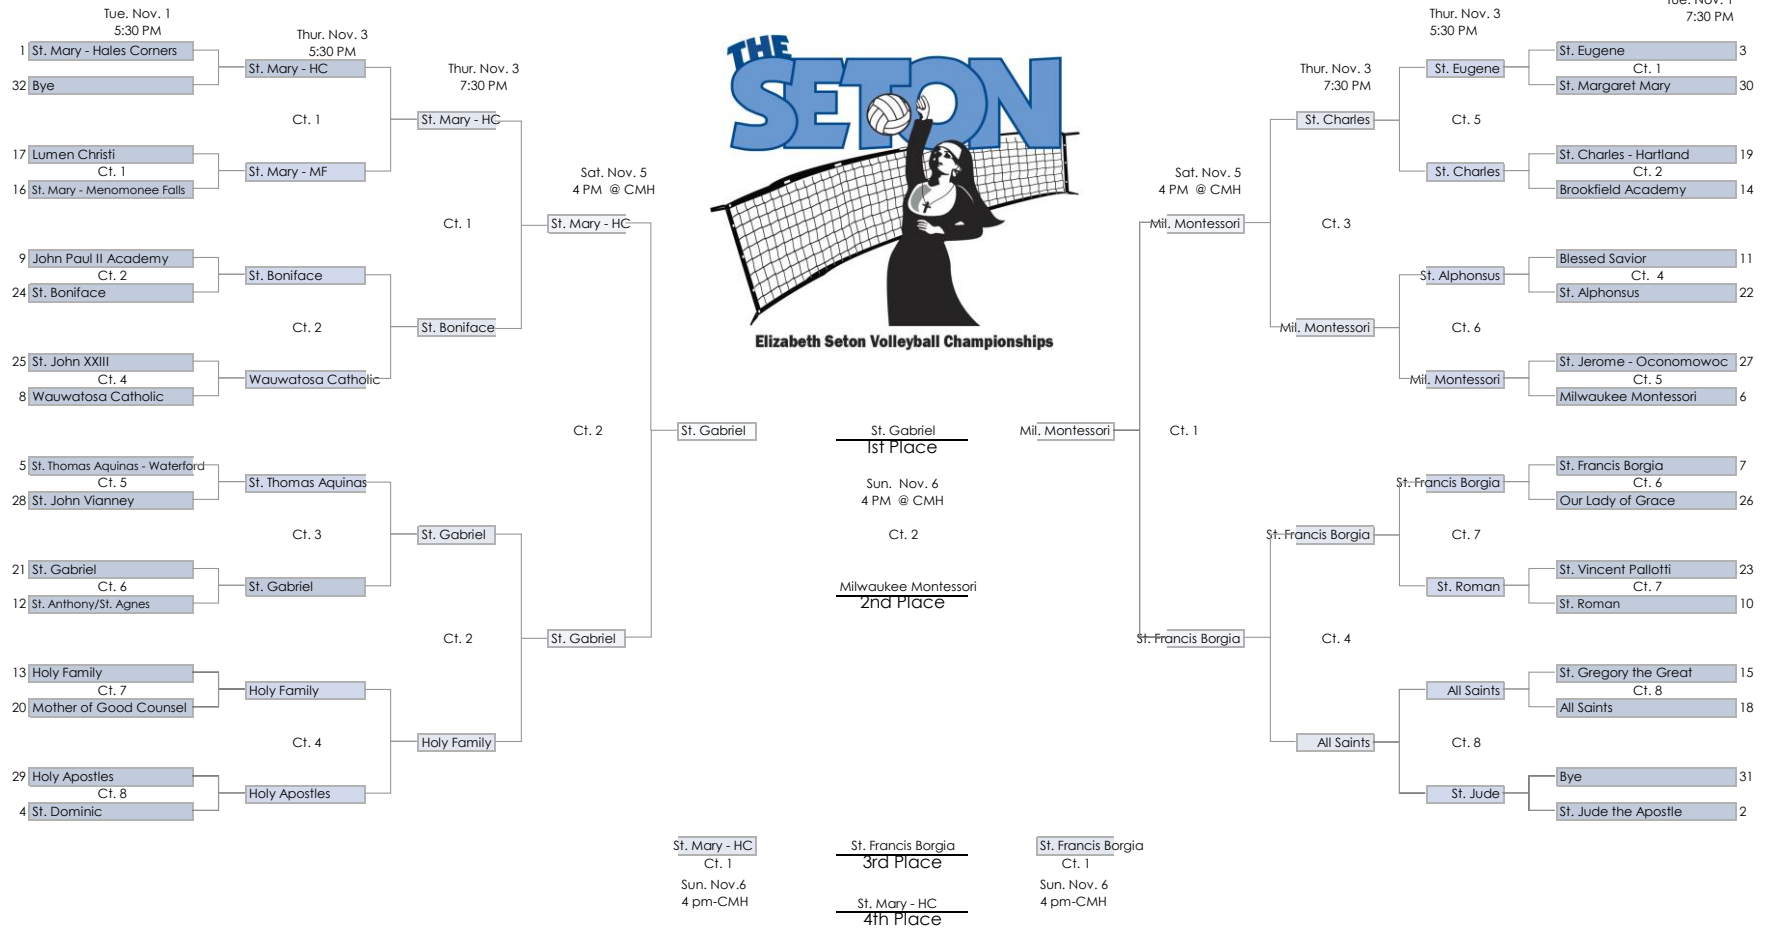 Tue. Nov. 1
5:30 PM
Thur. Nov. 3
5:30 PM
Thur. Nov. 3
7:30 PM
Sat. Nov. 5
4 PM @ CMH
1 St. Mary - Hales Corners
32 Bye
St. Mary - HC
Ct. 1
17 Lumen Christi
Ct. 1
16 St. Mary - Menomonee Falls
St. Mary - MF
St. Mary - HC
Ct. 1
9 John Paul II Academy
Ct. 2
24 St. Boniface
St. Boniface
Ct. 2
25 St. John XXIII
Ct. 4
8 Wauwatosa Catholic
Wauwatosa Catholic
St. Boniface
St. Mary - HC
Ct. 2
5 St. Thomas Aquinas - Waterford
Ct. 5
28 St. John Vianney
St. Thomas Aquinas
Ct. 3
21 St. Gabriel
Ct. 6
12 St. Anthony/St. Agnes
St. Gabriel
St. Gabriel
Ct. 2
13 Holy Family
Ct. 7
20 Mother of Good Counsel
Holy Family
Ct. 4
29 Holy Apostles
Ct. 8
4 St. Dominic
Holy Apostles
Holy Family
St. Gabriel
St. Gabriel
THE
SETON
Elizabeth Seton Volleyball Championships
St. Gabriel
1st Place
Sun. Nov. 6
4 PM @ CMH
Ct. 2
Milwaukee Montessori
2nd Place
St. Mary - HC
Ct. 1
Sun. Nov.6
4 pm-CMH
St. Francis Borgia
3rd Place
St. Mary - HC
4th Place
St. Francis Borgia
Ct. 1
Sun. Nov. 6
4 pm-CMH
Mil. Montessori
Ct. 1
Sat. Nov. 5
4 PM @ CMH
Mil. Montessori
St. Francis Borgia
Thur. Nov. 3
7:30 PM
St. Charles
Ct. 3
Mil. Montessori
St. Francis Borgia
Ct. 4
All Saints
Thur. Nov. 3
5:30 PM
St. Eugene
Ct. 5
St. Charles
St. Alphonsus
Ct. 6
Mil. Montessori
St. Francis Borgia
Ct. 7
St. Roman
All Saints
Ct. 8
St. Jude
Tue. Nov. 1
7:30 PM
St. Eugene 3
Ct. 1
St. Margaret Mary 30
St. Charles - Hartland 19
Ct. 2
Brookfield Academy 14
Blessed Savior 11
Ct. 4
St. Alphonsus 22
St. Jerome - Oconomowoc 27
Ct. 5
Milwaukee Montessori 6
St. Francis Borgia 7
Ct. 6
Our Lady of Grace 26
St. Vincent Pallotti 23
Ct. 7
St. Roman 10
St. Gregory the Great 15
Ct. 8
All Saints 18
Bye 31
St. Jude the Apostle 2